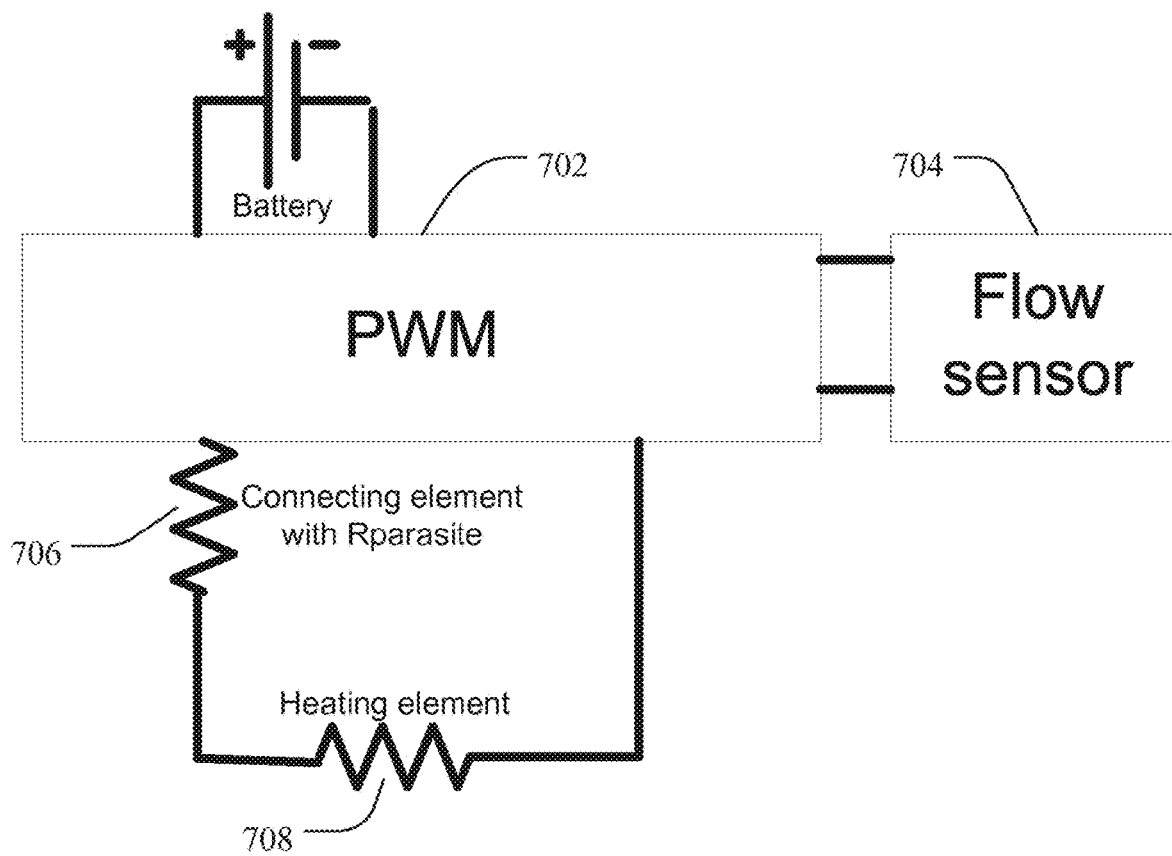 + -
Battery
702
704
PWM
Flow
sensor
Connecting element
with Rparasite
706
Heating element
708